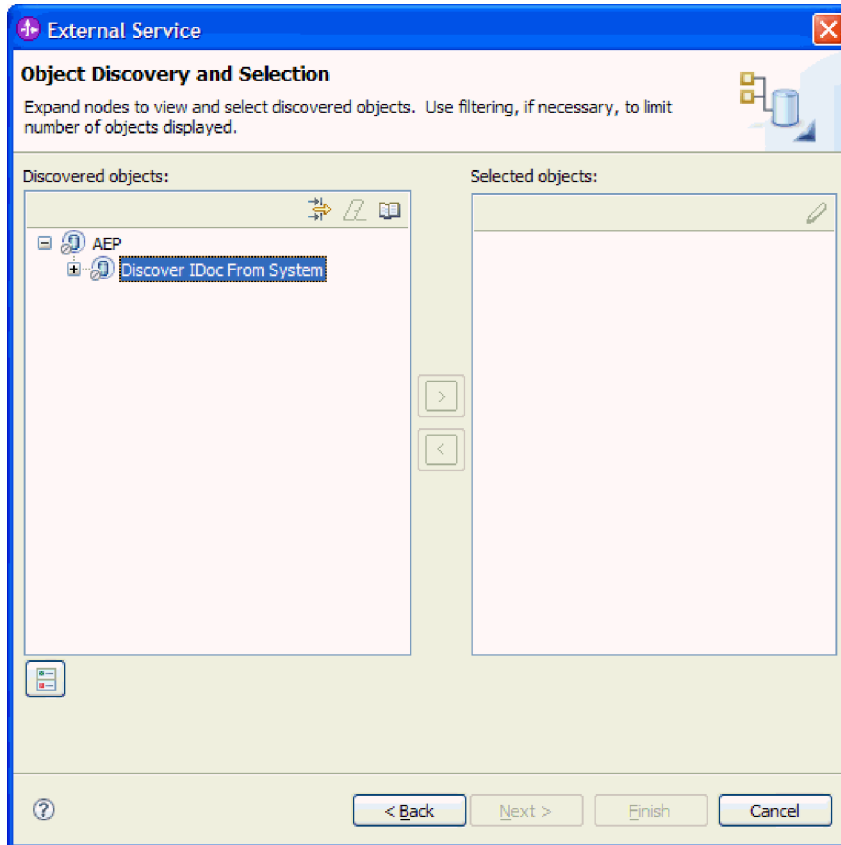 External Service
Object Discovery and Selection
Expand nodes to view and select discovered objects. Use filtering, if necessary, to limit
number of objects displayed.
Discovered objects:
Selected objects:
AEP
Discover IDoc From System
>
<
< Back
Next >
Finish
Cancel